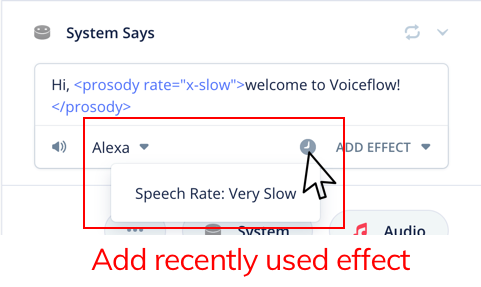 System Says
Hi, <prosody rate="x-slow">welcome to Voiceflow!
</prosody>
Alexa
ADD EFFECT
Speech Rate: Very Slow
System
Audio
Add recently used effect